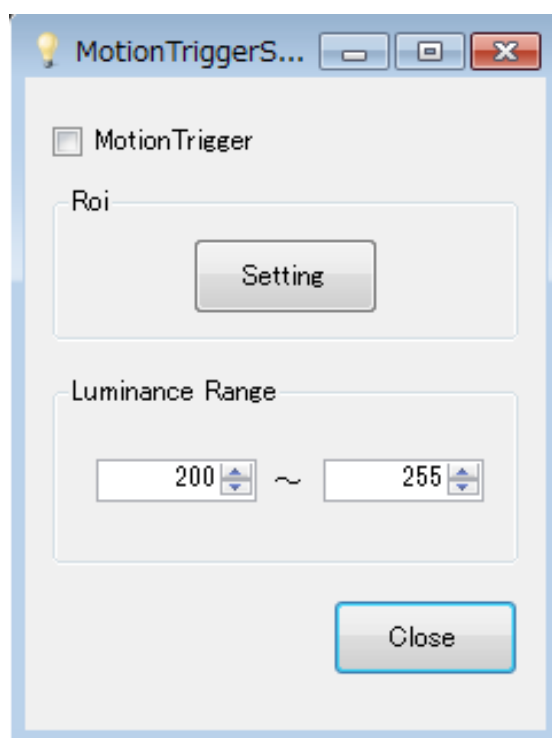 MotionTriggerS...
MotionTrigger
Roi
Setting
Luminance Range
200 ～ 255
Close